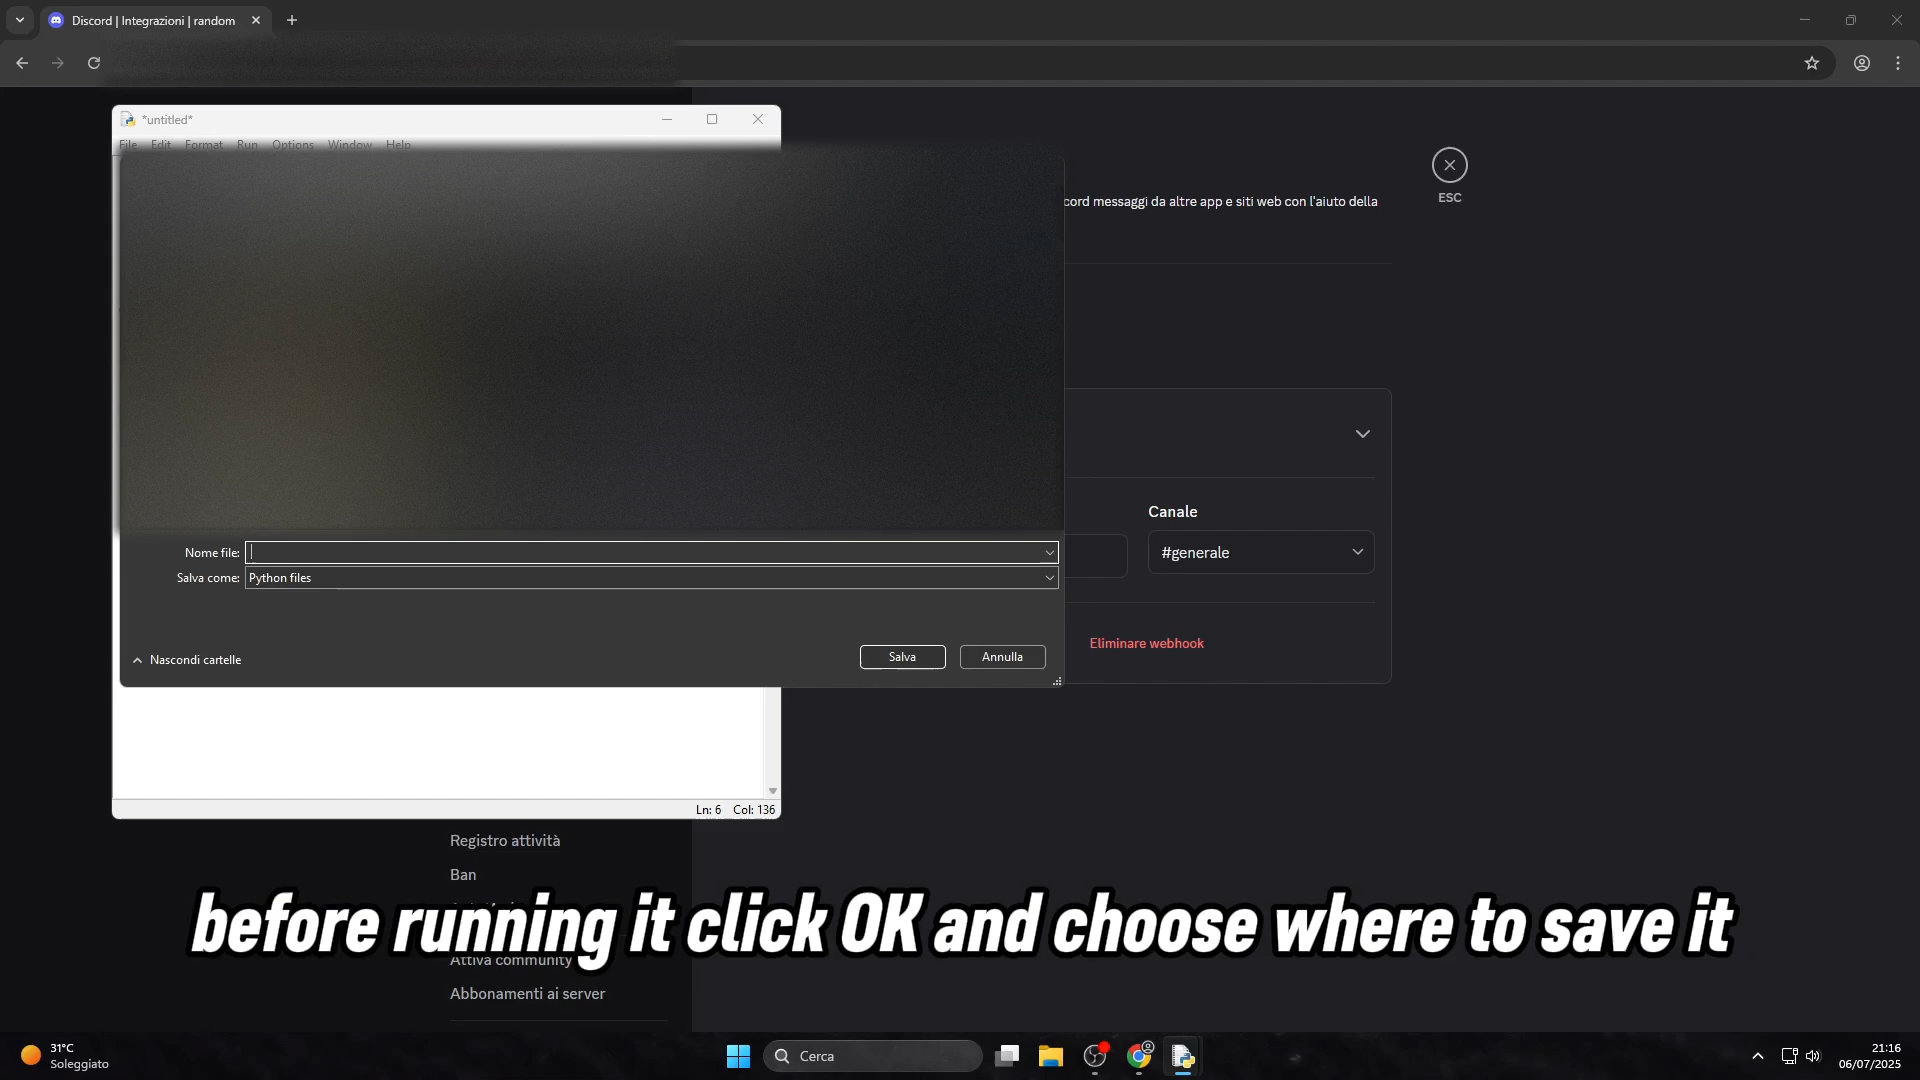 Discord | Integrazioni | random
*untitled*
File Edit Format Run Options Window Help
ESC
cord messaggi da altre app e siti web con l'aiuto della
Canale
Nome file:
#generale
Salva come: Python files
Eliminare webhook
Nascondi cartelle
Salva
Annulla
Ln: 6 Col: 136
Registro attività
Ban
before running it click OK and choose where to save it
Attiva community
Abbonamenti ai server
31°C
Soleggiato
Cerca
21:16
06/07/2025